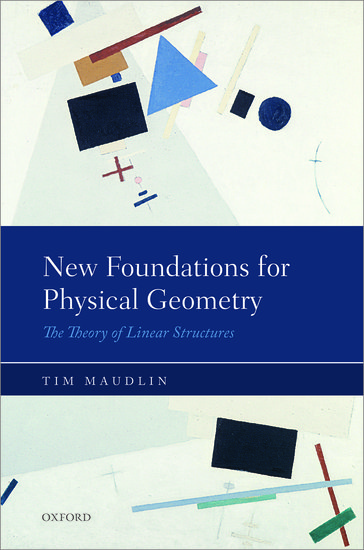 New Foundations for
Physical Geometry
The Theory of Linear Structures
TIM MAUDLIN
OXFORD